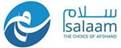 سلام
salaam
THE CHOICE OF AFGHANS